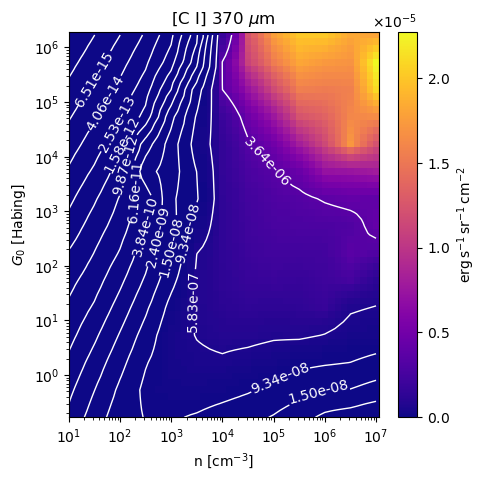 [C I] 370 μm
×10⁻⁵
10⁶
10⁵
10⁴
10³
10²
10¹
10⁰
G₀ [Habing]
6.51e-15
4.06e-14
2.53e-13
1.58e-12
9.87e-12
6.16e-11
3.84e-10
2.40e-09
1.50e-08
9.34e-08
5.83e-07
3.64e-06
9.34e-08
1.50e-08
10¹ 10² 10³ 10⁴ 10⁵ 10⁶ 10⁷
n [cm⁻³]
2.0
1.5
1.0
0.5
0.0
erg s⁻¹ sr⁻¹ cm⁻²